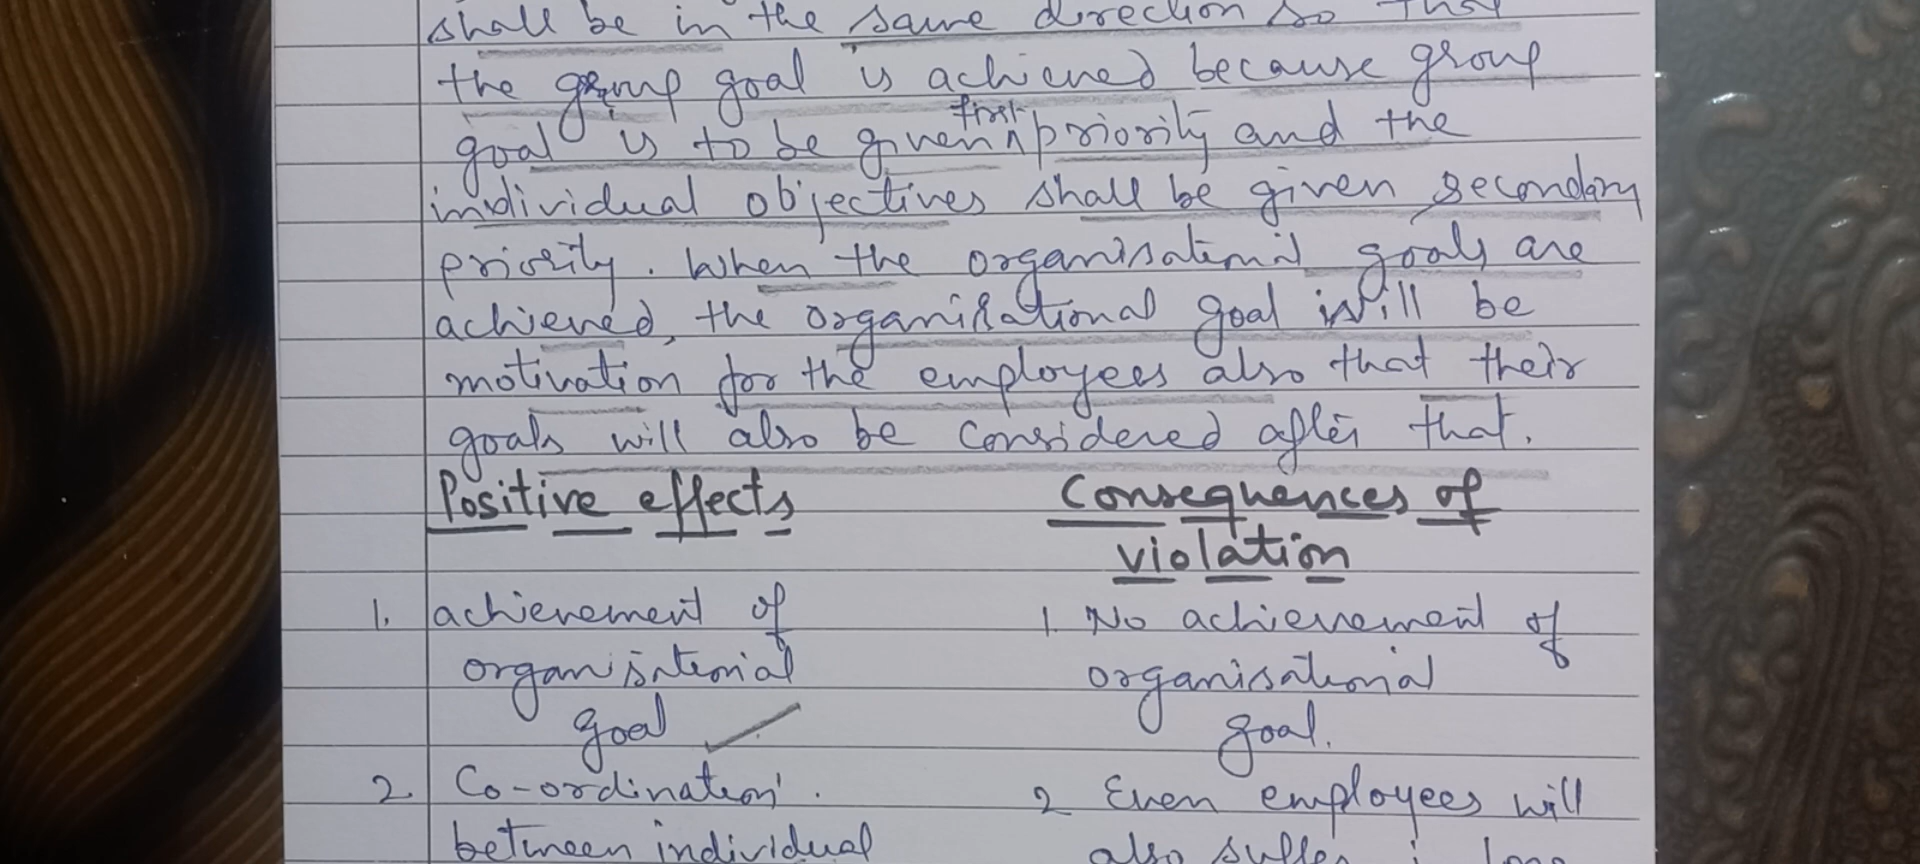 shall be in the same direction so that
the group goal is achieved because group
goal is to be given first priority and the
individual objectives shall be given secondary
priority. When the organisational goals are
achieved, the organisational goal will be
motivation for the employees also that their
goals will also be considered after that.
Positive effects
Consequences of
violation
1. achievement of
organisational
goal
1. No achievement of
organisational
goal.
2. Co-ordination.
between individual
2 Even employees will
also suffer in long